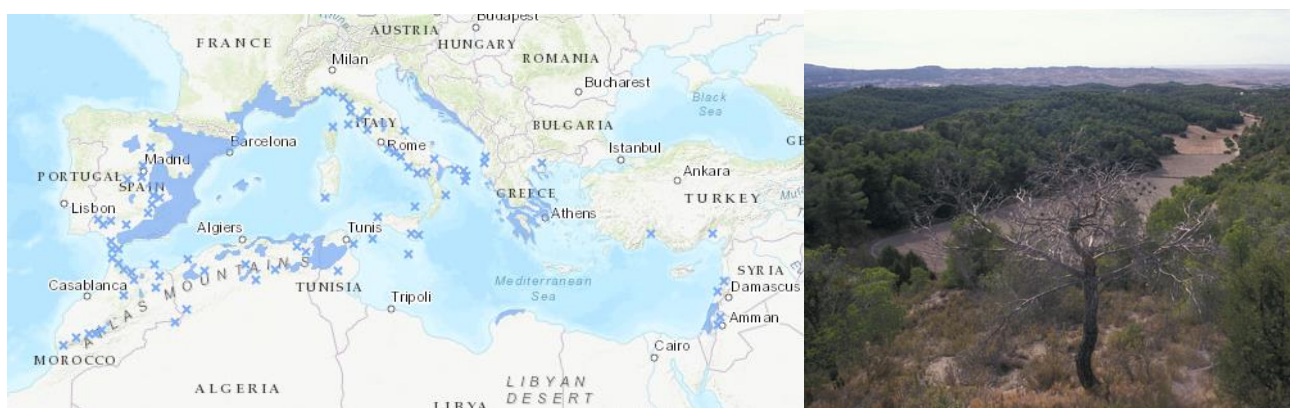 Budapest
AUSTRIA
FRANCE
HUNGARY
Milan
ROMANIA
Bucharest
Black
Sea
ITALY
BULGARIA
Barcelona
Rome
Istanbul
Madrid
PORTUGAL
SPAIN
Ankara
GREECE
TURKEY
Lisbon
Athens
Algiers
Tunis
SYRIA
Mediterranean
Sea
Damascus
Casablanca
ATLAS MOUNTAINS
TUNISIA
Tripoli
Amman
MOROCCO
Cairo
ALGERIA
LIBYAN
DESERT
LIBYA